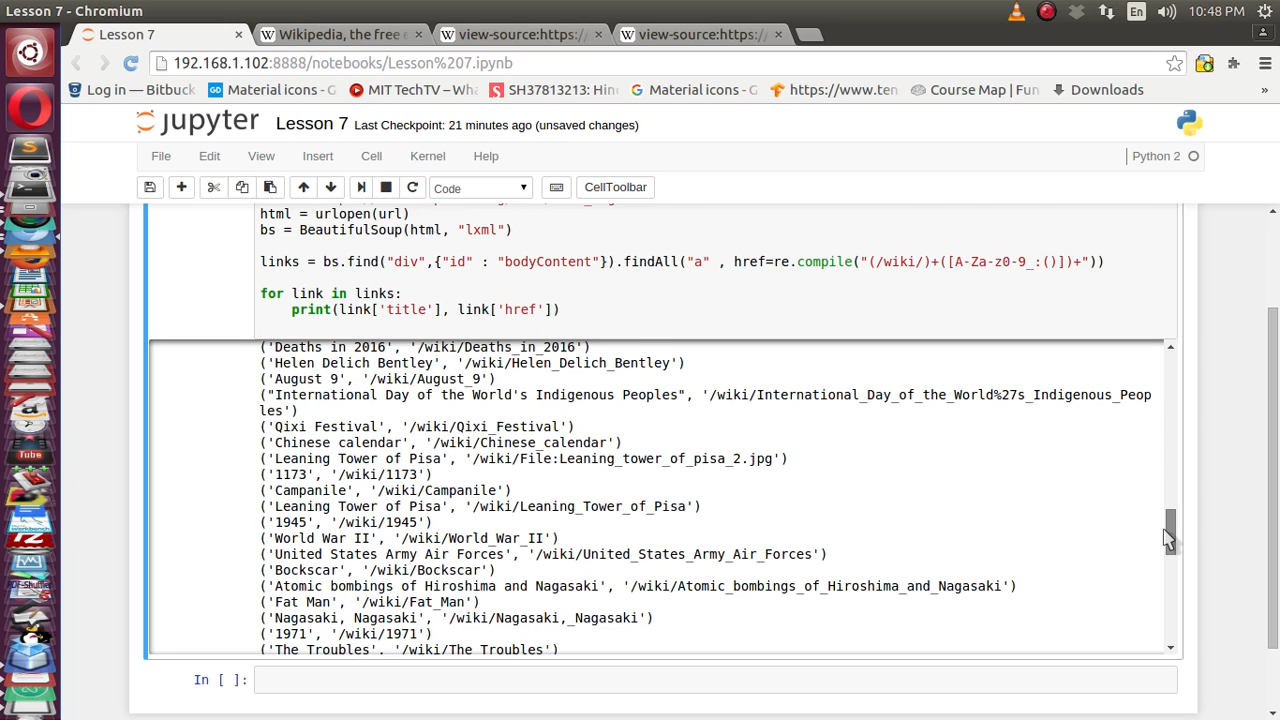 Lesson 7 - Chromium
En 10:48 PM
Lesson 7 × Wikipedia, the free e × view-source:https:/ × view-source:https:/ ×
192.168.1.102:8888/notebooks/Lesson%207.ipynb
Log in — Bitbuck Material icons - G MIT TechTV – Wha SH37813213: Hin Material icons - G https://www.ten Course Map | Fun Downloads »
jupyter Lesson 7 Last Checkpoint: 21 minutes ago (unsaved changes)
File Edit View Insert Cell Kernel Help Python 2
Code CellToolbar
html = urlopen(url)
bs = BeautifulSoup(html, "lxml")
links = bs.find("div",{"id" : "bodyContent"}).findAll("a" , href=re.compile("(/wiki/)+([A-Za-z0-9_:()])+"))
for link in links:
print(link['title'], link['href'])
('Deaths in 2016', '/wiki/Deaths_in_2016')
('Helen Delich Bentley', '/wiki/Helen_Delich_Bentley')
('August 9', '/wiki/August_9')
("International Day of the World's Indigenous Peoples", '/wiki/International_Day_of_the_World%27s_Indigenous_Peop
les')
('Qixi Festival', '/wiki/Qixi_Festival')
('Chinese calendar', '/wiki/Chinese_calendar')
('Leaning Tower of Pisa', '/wiki/File:Leaning_tower_of_pisa_2.jpg')
('1173', '/wiki/1173')
('Campanile', '/wiki/Campanile')
('Leaning Tower of Pisa', '/wiki/Leaning_Tower_of_Pisa')
('1945', '/wiki/1945')
('World War II', '/wiki/World_War_II')
('United States Army Air Forces', '/wiki/United_States_Army_Air_Forces')
('Bockscar', '/wiki/Bockscar')
('Atomic bombings of Hiroshima and Nagasaki', '/wiki/Atomic_bombings_of_Hiroshima_and_Nagasaki')
('Fat Man', '/wiki/Fat_Man')
('Nagasaki, Nagasaki', '/wiki/Nagasaki,_Nagasaki')
('1971', '/wiki/1971')
('The Troubles', '/wiki/The_Troubles')
In [ ]: